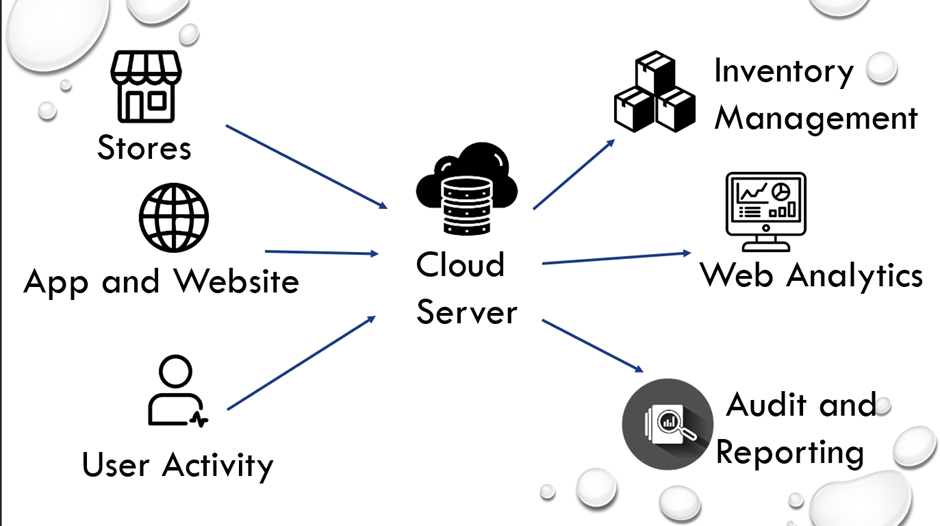 Stores
App and Website
User Activity
Cloud
Server
Inventory
Management
Web Analytics
Audit and
Reporting